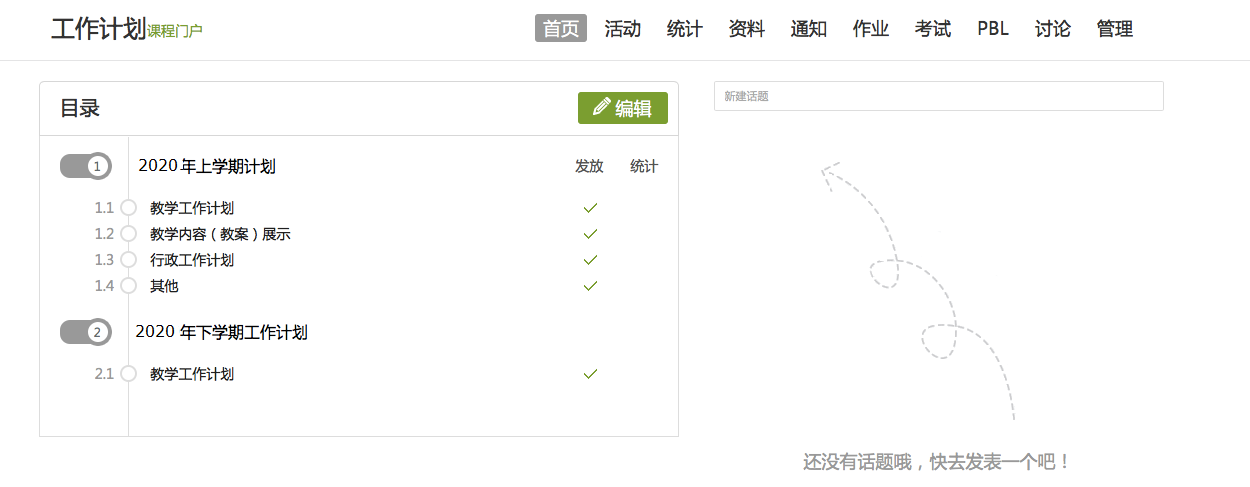 工作计划课程门户 首页 活动 统计 资料 通知 作业 考试 PBL 讨论 管理
目录 编辑
新建话题
1 2020 年上学期计划 发放 统计
1.1 教学工作计划
1.2 教学内容（教案）展示
1.3 行政工作计划
1.4 其他
2 2020 年下学期工作计划
2.1 教学工作计划
还没有话题哦，快去发表一个吧！